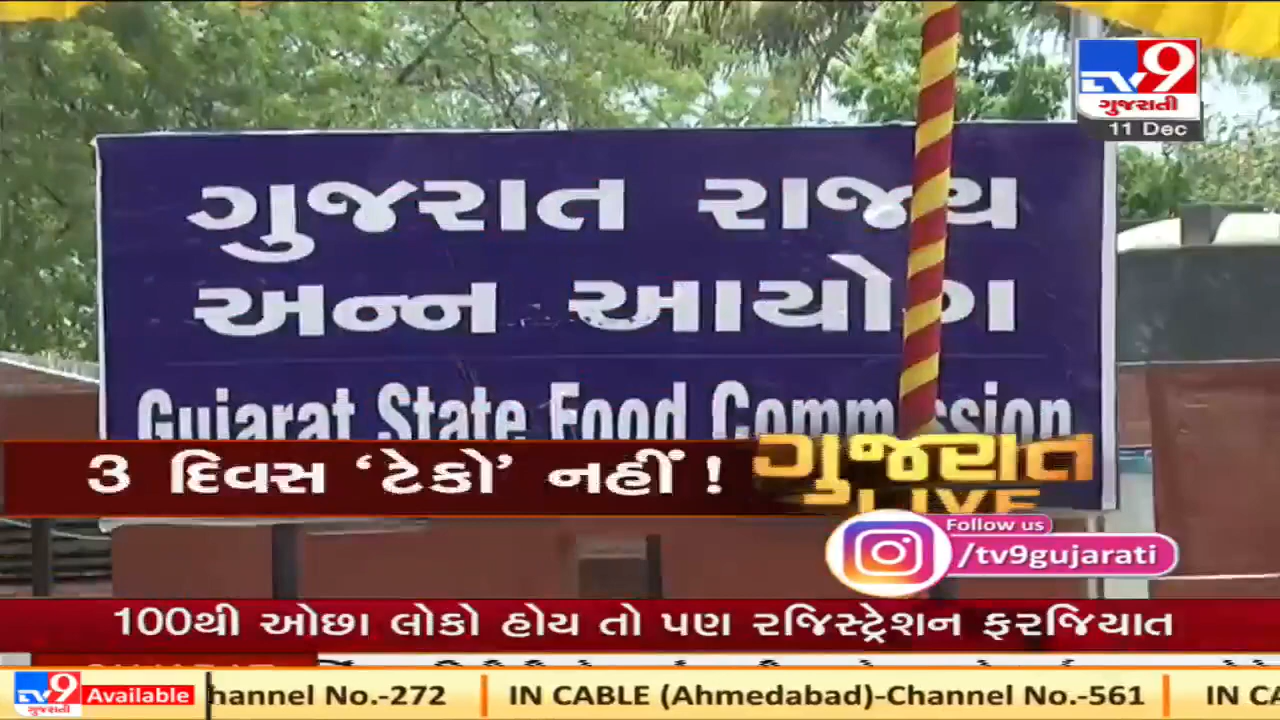 TV9
ગુજરાતી
11 Dec
ગુજરાત રાજ્ય
અન્ન આયોગ
Gujarat State Food Commission
3 દિવસ ‘ટેકો’ નહીં !
ગુજરાત
LIVE
Follow us
/tv9gujarati
100થી ઓછા લોકો હોય તો પણ રજિસ્ટ્રેશન ફરજિયાત
TV9
ગુજરાતી
Available
hannel No.-272
IN CABLE (Ahmedabad)-Channel No.-561
IN CA